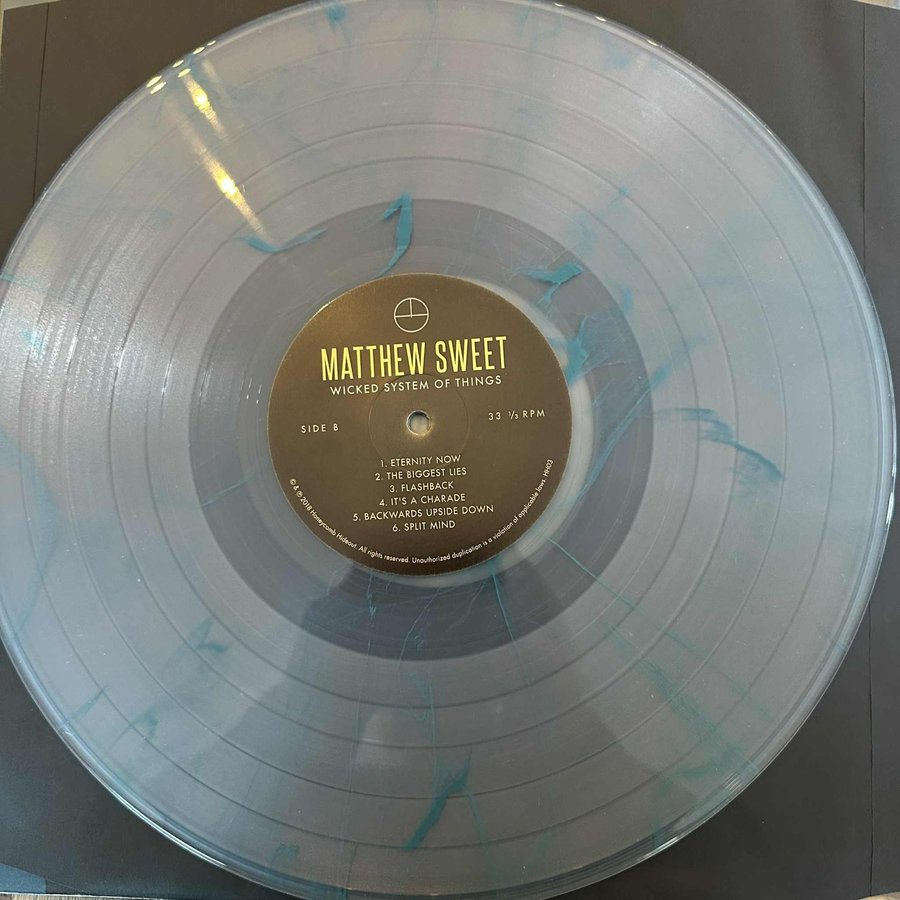 MATTHEW SWEET
WICKED SYSTEM OF THINGS
SIDE B
33 ⅓ RPM
1. ETERNITY NOW
2. THE BIGGEST LIES
3. FLASHBACK
4. IT'S A CHARADE
5. BACKWARDS UPSIDE DOWN
6. SPLIT MIND
© & ℗ 2018 Honeycomb Hideout. All rights reserved. Unauthorized duplication is a violation of applicable laws. HH03